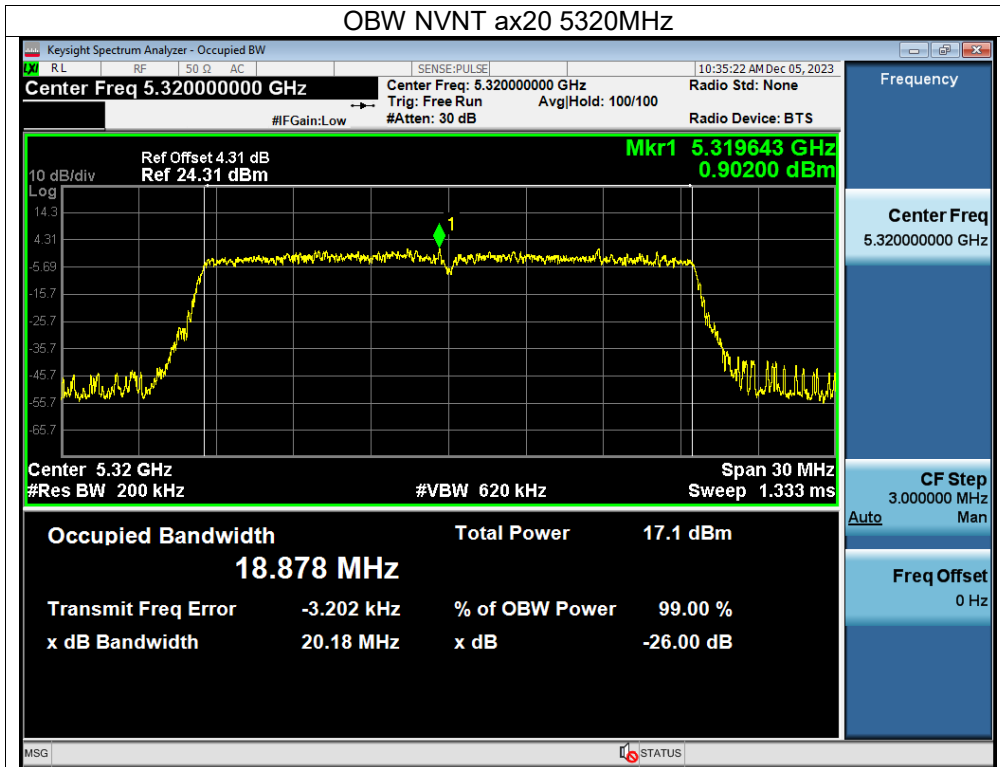 OBW NVNT ax20 5320MHz
Keysight Spectrum Analyzer - Occupied BW
LXI RL RF 50 Ω AC SENSE:PULSE 10:35:22 AM Dec 05, 2023
Center Freq 5.320000000 GHz
Center Freq: 5.320000000 GHz Radio Std: None
Trig: Free Run Avg|Hold: 100/100
#IFGain:Low #Atten: 30 dB Radio Device: BTS
Frequency
Mkr1 5.319643 GHz
0.90200 dBm
Ref Offset 4.31 dB
10 dB/div Ref 24.31 dBm
Log
14.3
4.31
-5.69
-15.7
-25.7
-35.7
-45.7
-55.7
-65.7
1
Center 5.32 GHz Span 30 MHz
#Res BW 200 kHz #VBW 620 kHz Sweep 1.333 ms
Center Freq
5.320000000 GHz
CF Step
3.000000 MHz
Auto Man
Freq Offset
0 Hz
Occupied Bandwidth Total Power 17.1 dBm
18.878 MHz
Transmit Freq Error -3.202 kHz % of OBW Power 99.00 %
x dB Bandwidth 20.18 MHz x dB -26.00 dB
MSG STATUS